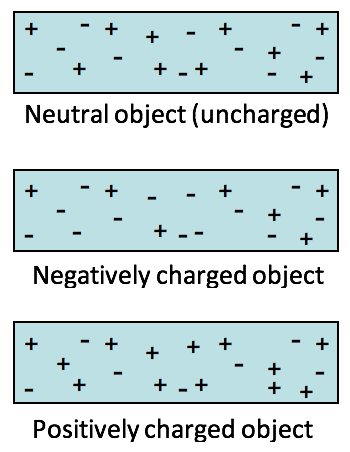 + - + + - + - + - + - + - - + + - + - - +
Neutral object (uncharged)
+ - + - - + - + - - + - - - - + - - - - +
Negatively charged object
+ - + + + + - + + - - + - - + + - + + + +
Positively charged object